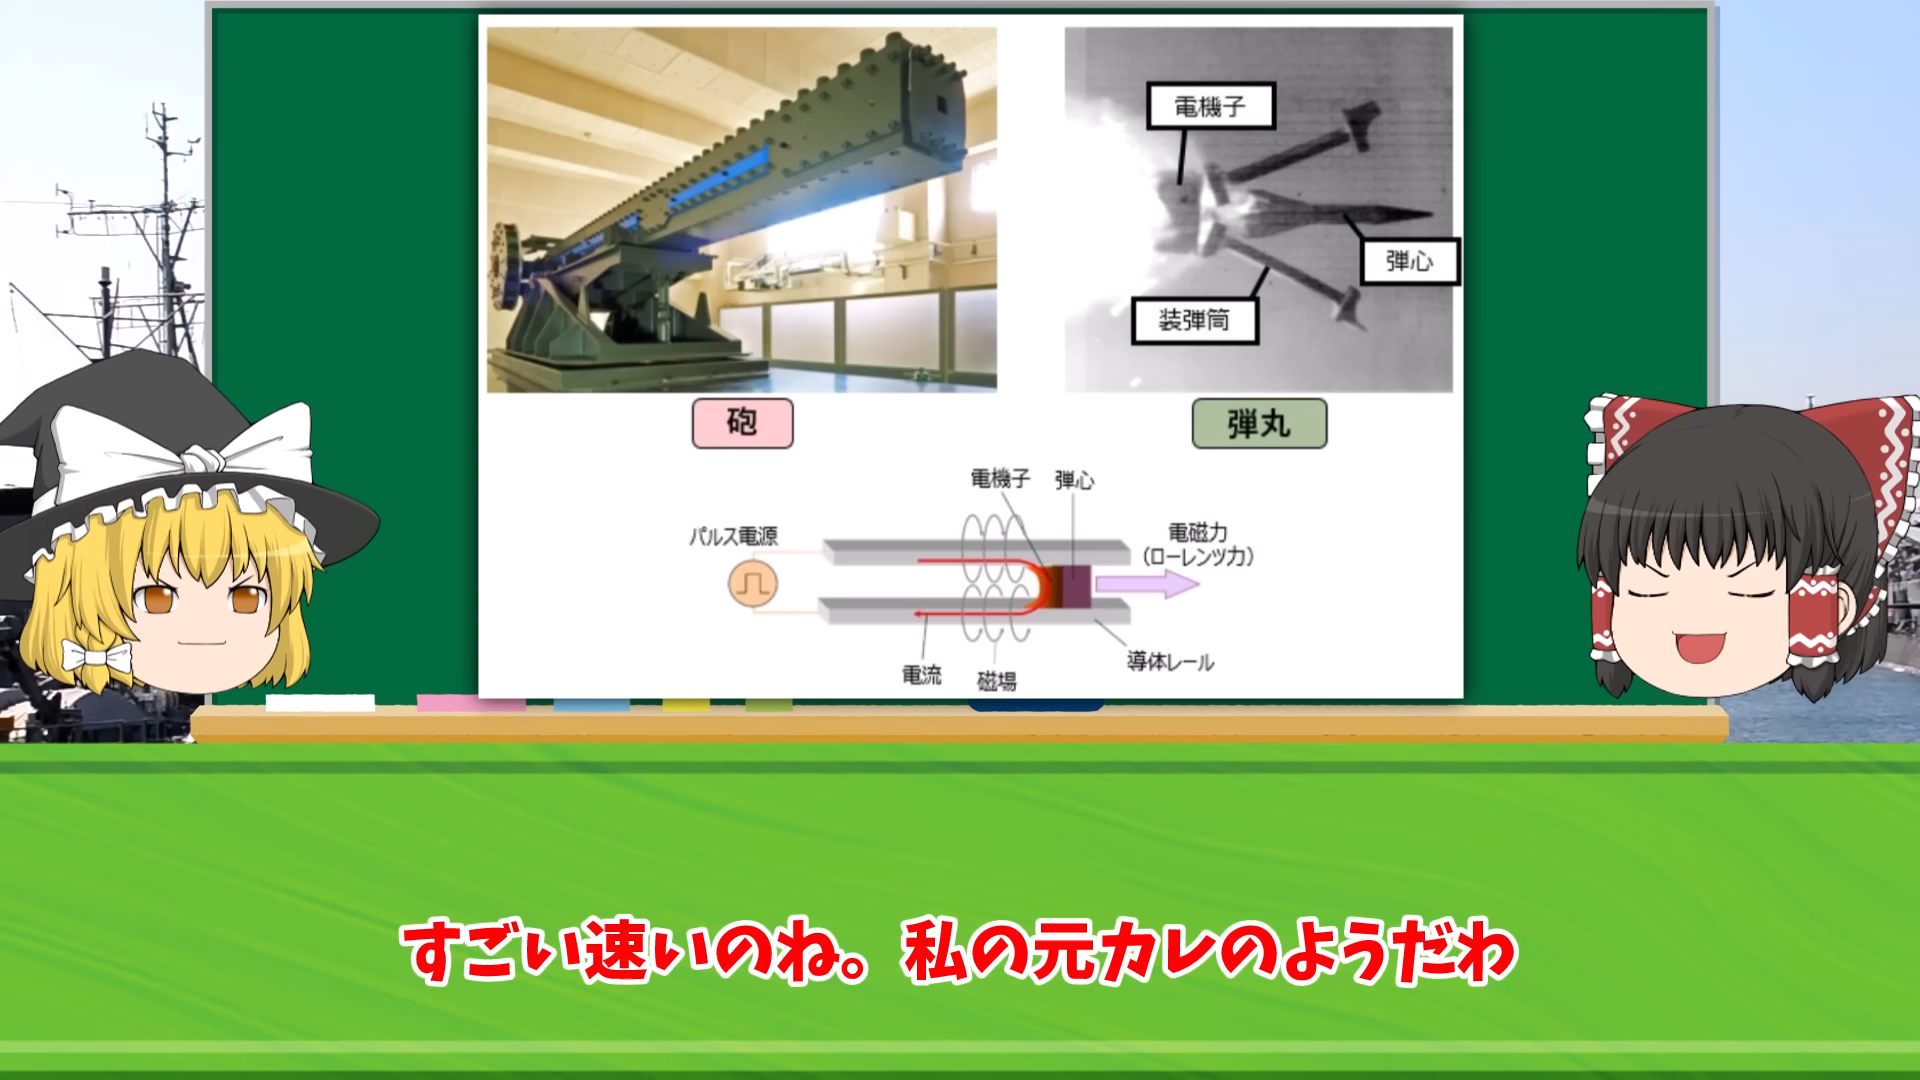 電機子
弾心
装弾筒
砲
弾丸
電機子
弾心
パルス電源
電磁力
(ローレンツ力)
電流
磁場
導体レール
すごい速いのね。私の元カレのようだわ